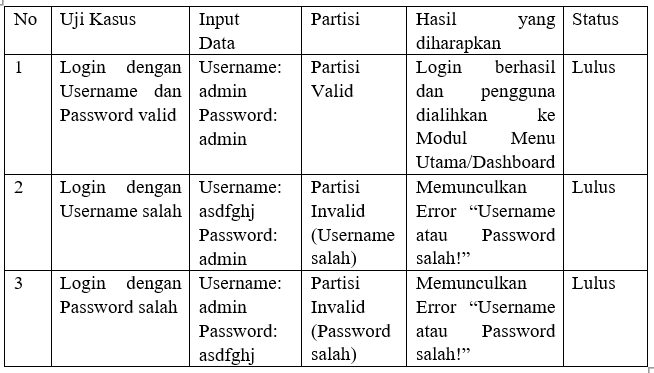 No Uji Kasus Input Data Partisi Hasil yang diharapkan Status
1 Login dengan Username dan Password valid Username: admin Password: admin Partisi Valid Login berhasil dan pengguna dialihkan ke Modul Menu Utama/Dashboard Lulus
2 Login dengan Username salah Username: asdfghj Password: admin Partisi Invalid (Username salah) Memunculkan Error “Username atau Password salah!” Lulus
3 Login dengan Password salah Username: admin Password: asdfghj Partisi Invalid (Password salah) Memunculkan Error “Username atau Password salah!” Lulus